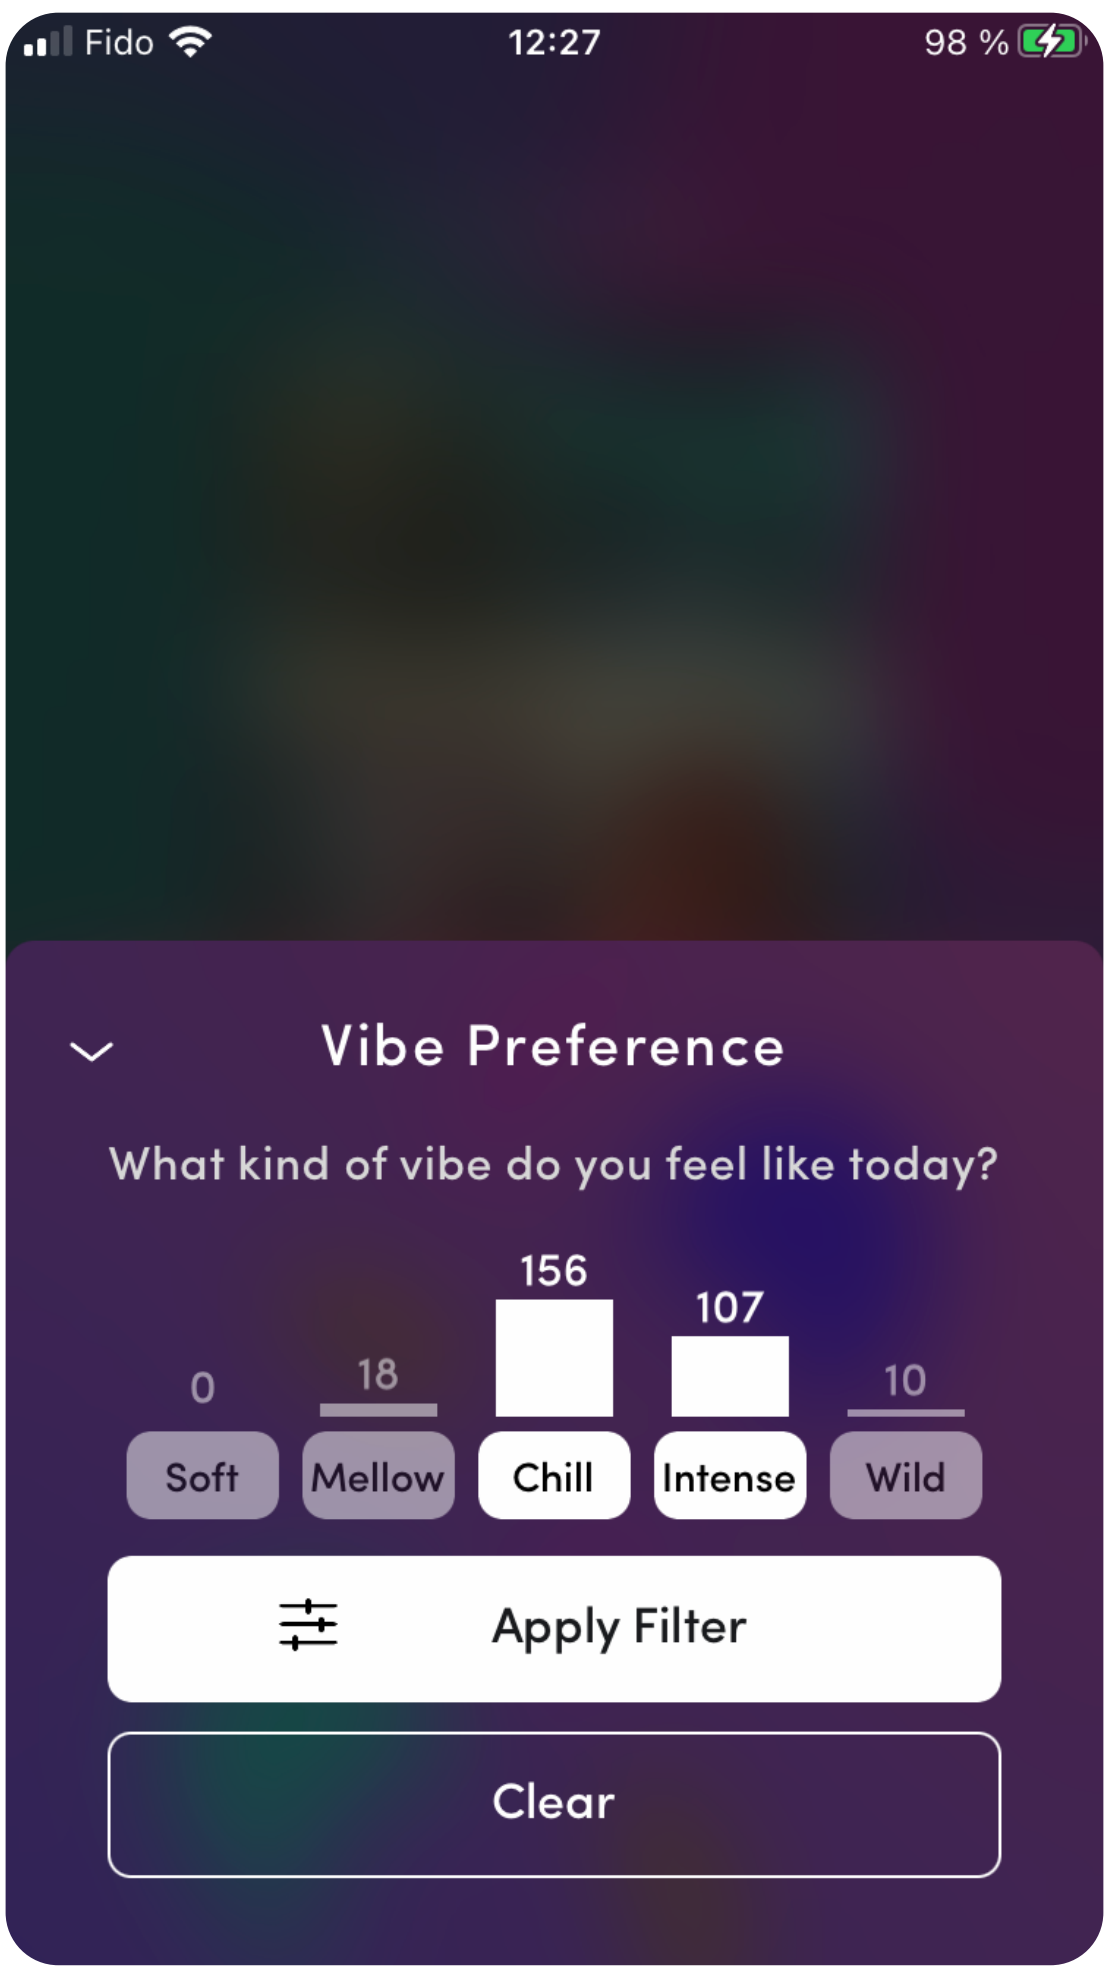 Fido 12:27 98 %
Vibe Preference
What kind of vibe do you feel like today?
0 18 156 107 10
Soft Mellow Chill Intense Wild
Apply Filter
Clear